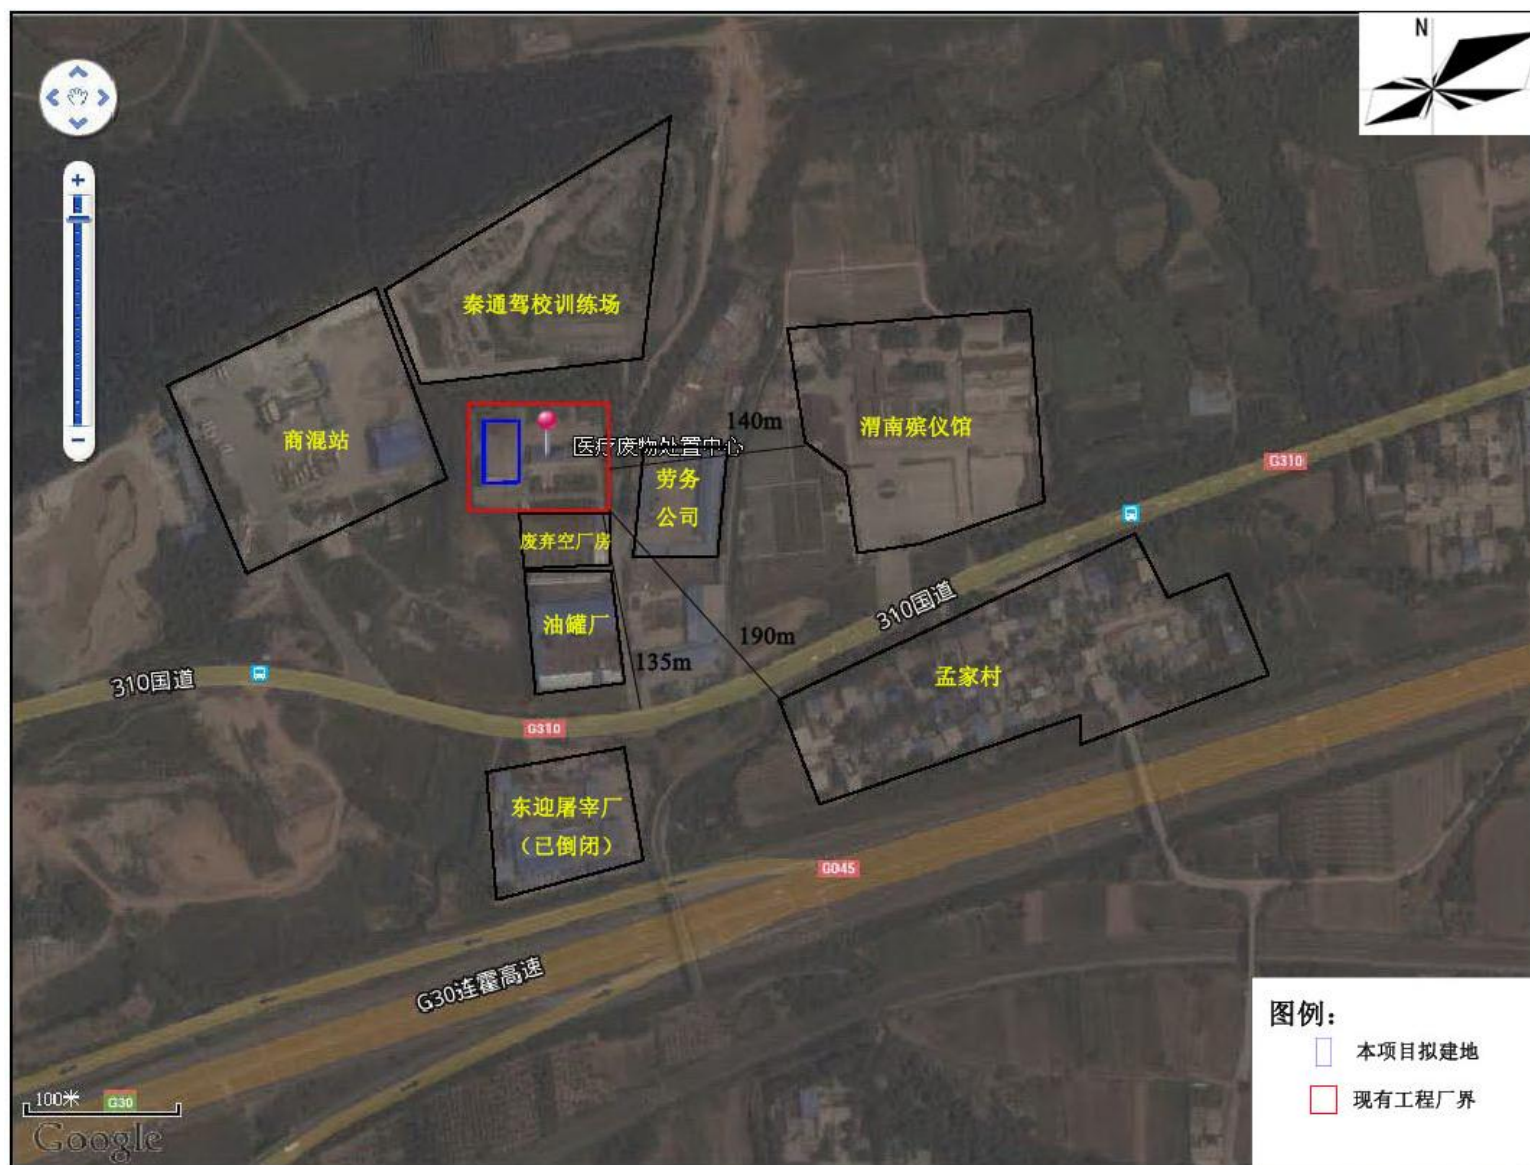 N
秦通驾校训练场
商混站
140m
渭南殡仪馆
医疗废物处置中心
G310
劳务
公司
废弃空厂房
310国道
油罐厂
190m
135m
孟家村
310国道
G310
东迎屠宰厂
（已倒闭）
G045
G30连霍高速
图例：
本项目拟建地
现有工程厂界
100米
G30
Google